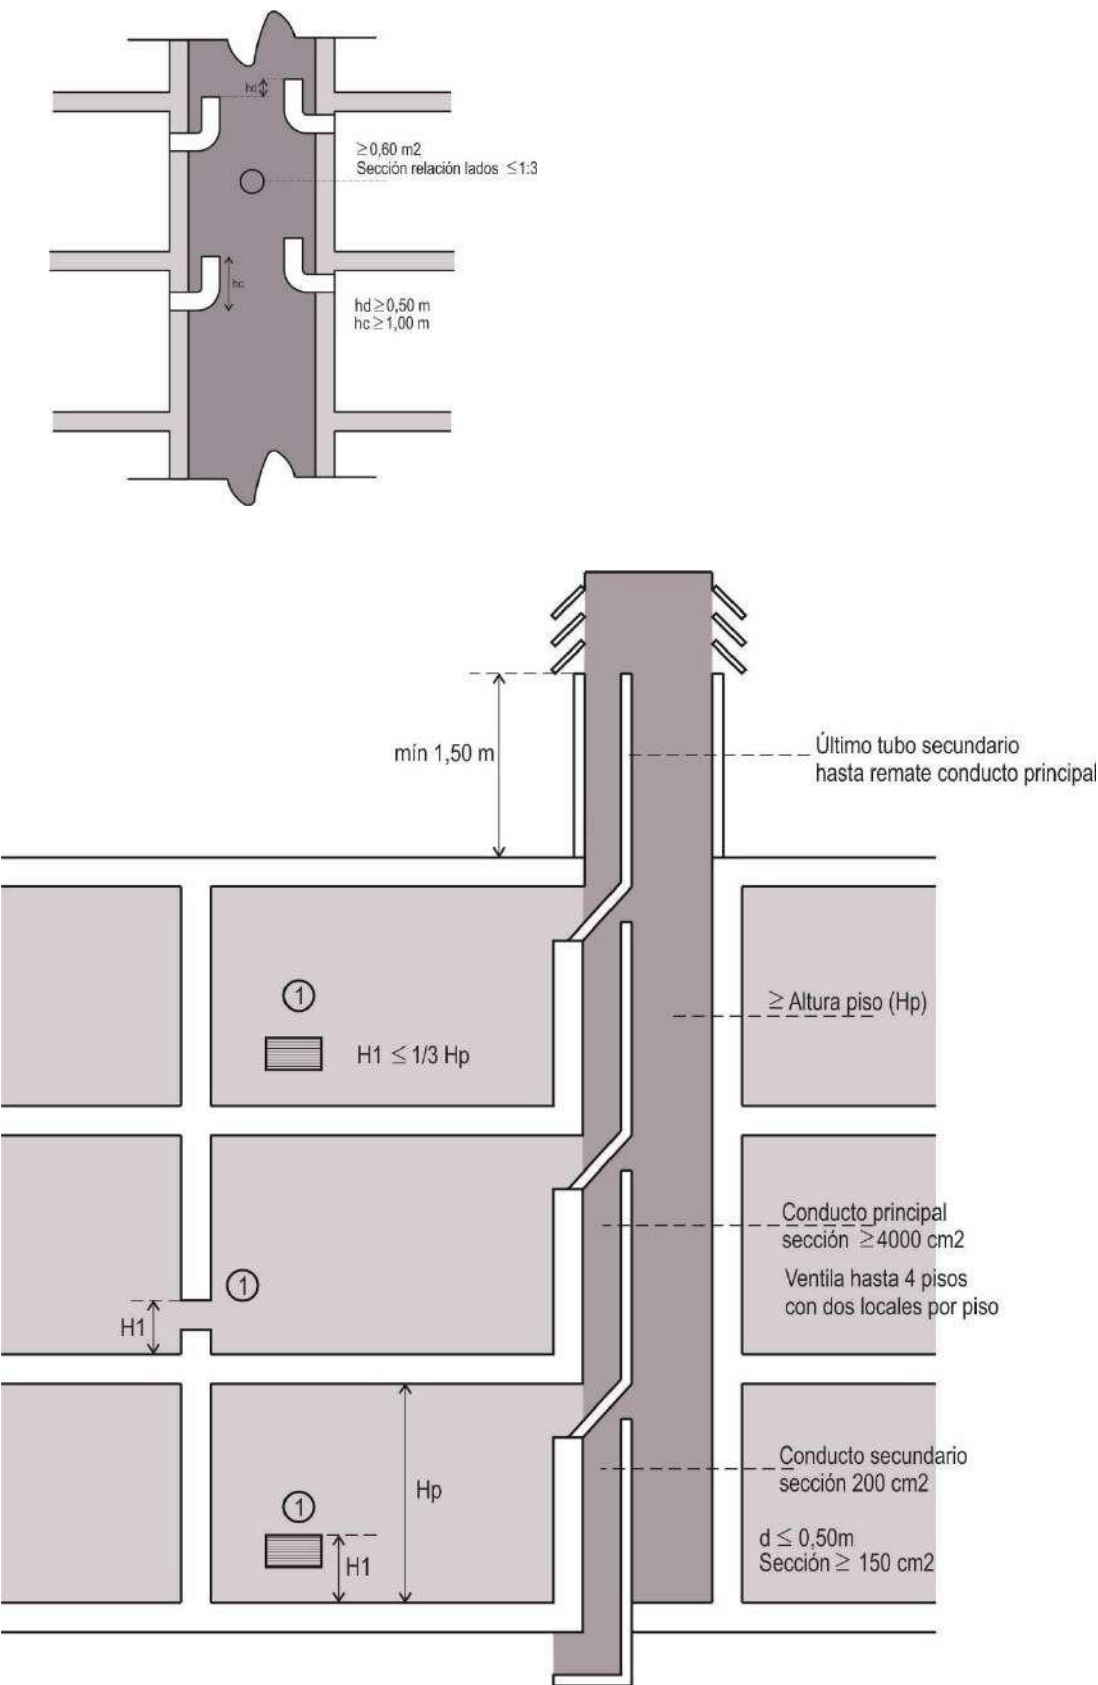 hd
≥0,60 m2
Sección relación lados ≤1:3
hc
hd≥0,50 m
hc≥1,00 m
mín 1,50 m
Último tubo secundario
hasta remate conducto principal
1
H1 ≤ 1/3 Hp
≥ Altura piso (Hp)
Conducto principal
sección ≥4000 cm2
Ventila hasta 4 pisos
con dos locales por piso
1
H1
Hp
1
H1
Conducto secundario
sección 200 cm2
d ≤ 0,50m
Sección ≥ 150 cm2